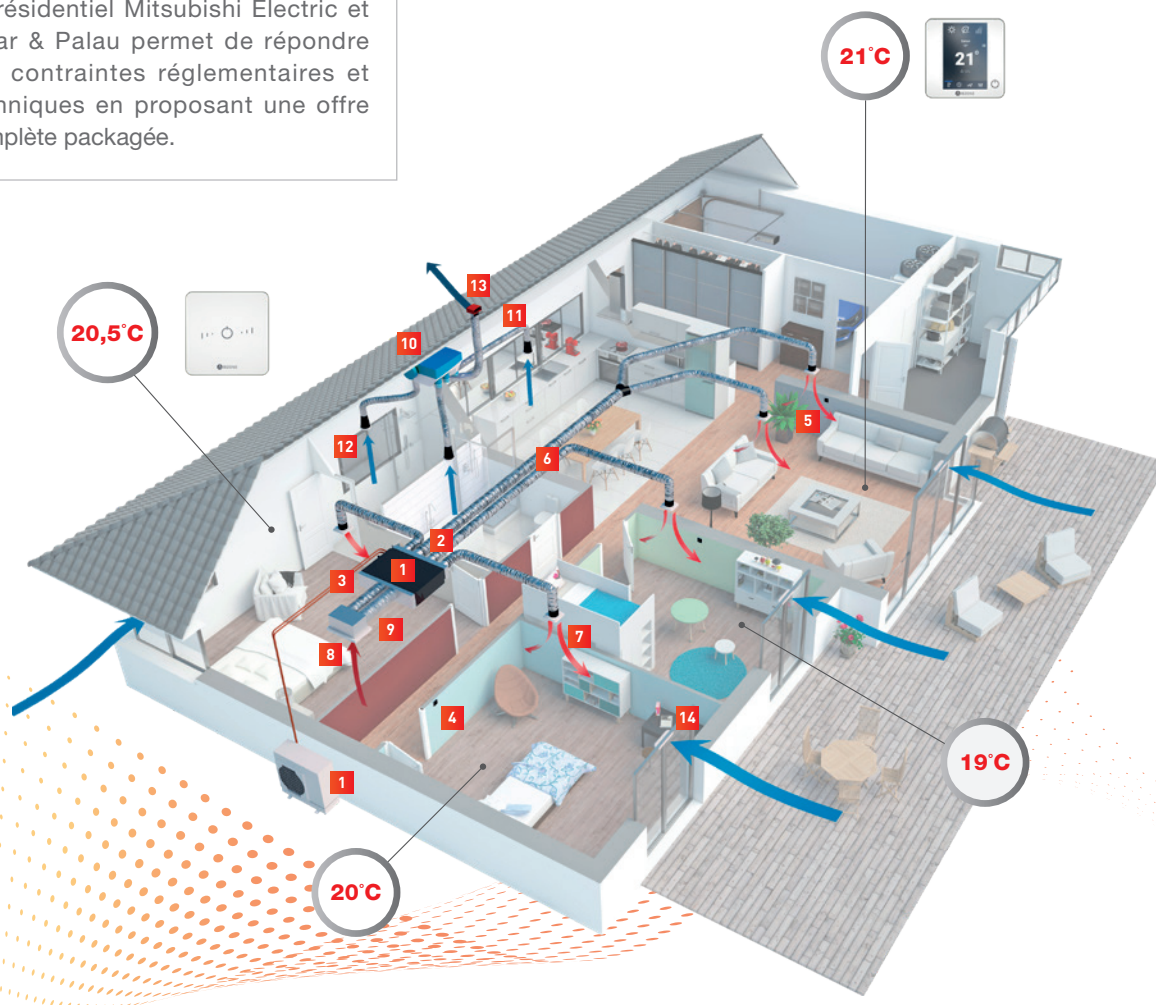 résidentiel Mitsubishi Electric et
ar & Palau permet de répondre
contraintes réglementaires et
hniques en proposant une offre
mplète packagée.
21°C
21°
20,5°C
13
11
10
12
5
6
2
1
3
9
7
8
4
14
1
19°C
20°C